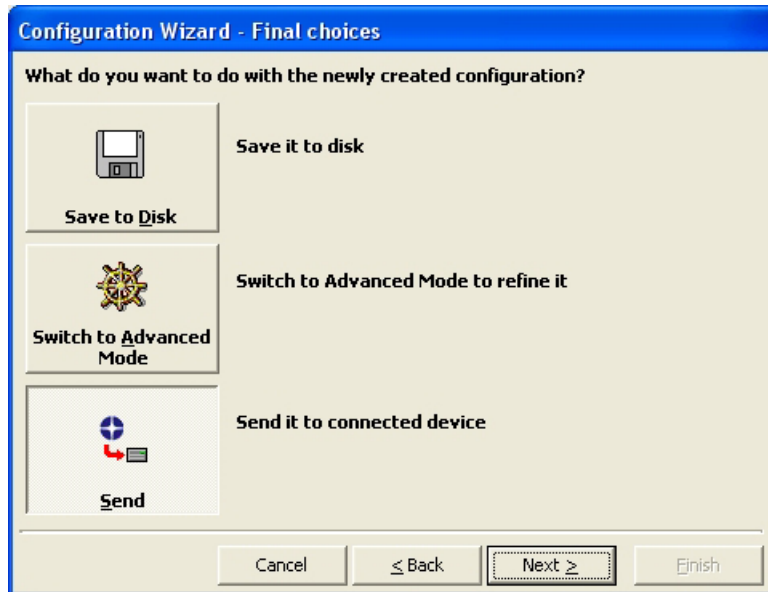 Configuration Wizard - Final choices
What do you want to do with the newly created configuration?
Save it to disk
Save to Disk
Switch to Advanced Mode to refine it
Switch to Advanced
Mode
Send it to connected device
Send
Cancel
< Back
Next >
Finish